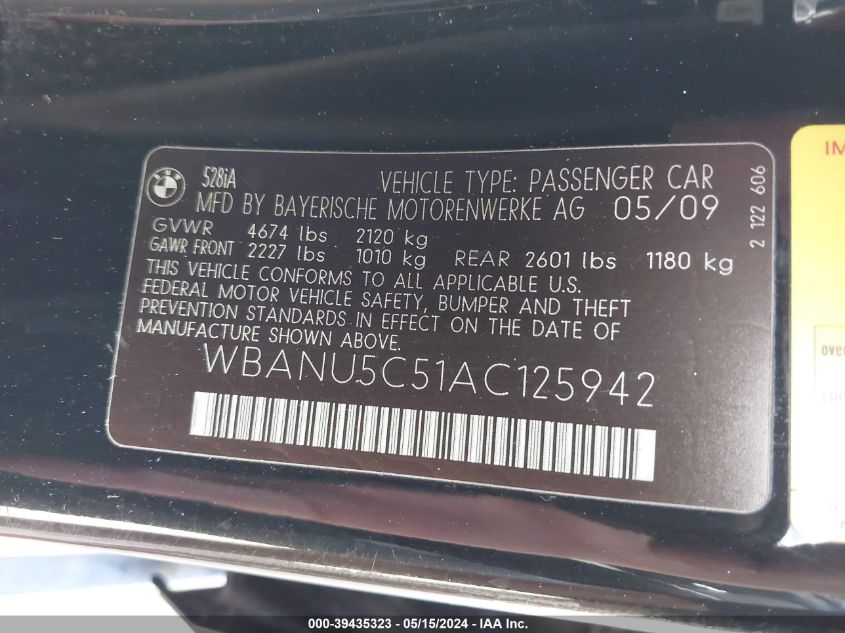 BMW
528iA
VEHICLE TYPE: PASSENGER CAR
MFD BY BAYERISCHE MOTORENWERKE AG 05/09
GVWR 4674 lbs 2120 kg
GAWR FRONT 2227 lbs 1010 kg REAR 2601 lbs 1180 kg
THIS VEHICLE CONFORMS TO ALL APPLICABLE U.S.
FEDERAL MOTOR VEHICLE SAFETY, BUMPER AND THEFT
PREVENTION STANDARDS IN EFFECT ON THE DATE OF
MANUFACTURE SHOWN ABOVE.
WBANU5C51AC125942
2 122 606
IM
over
000-39435323 - 05/15/2024 - IAA Inc.